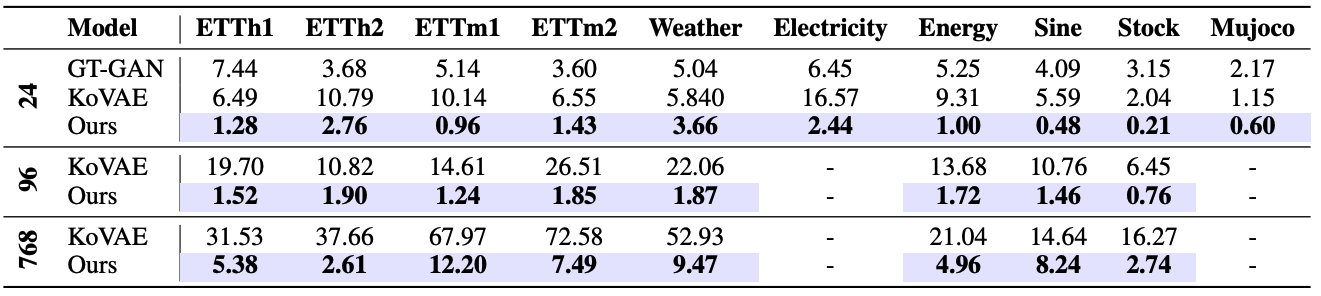 Model ETTh1 ETTh2 ETTm1 ETTm2 Weather Electricity Energy Sine Stock Mujoco
24
GT-GAN 7.44 3.68 5.14 3.60 5.04 6.45 5.25 4.09 3.15 2.17
KoVAE 6.49 10.79 10.14 6.55 5.840 16.57 9.31 5.59 2.04 1.15
Ours 1.28 2.76 0.96 1.43 3.66 2.44 1.00 0.48 0.21 0.60
96
KoVAE 19.70 10.82 14.61 26.51 22.06 - 13.68 10.76 6.45 -
Ours 1.52 1.90 1.24 1.85 1.87 - 1.72 1.46 0.76 -
768
KoVAE 31.53 37.66 67.97 72.58 52.93 - 21.04 14.64 16.27 -
Ours 5.38 2.61 12.20 7.49 9.47 - 4.96 8.24 2.74 -